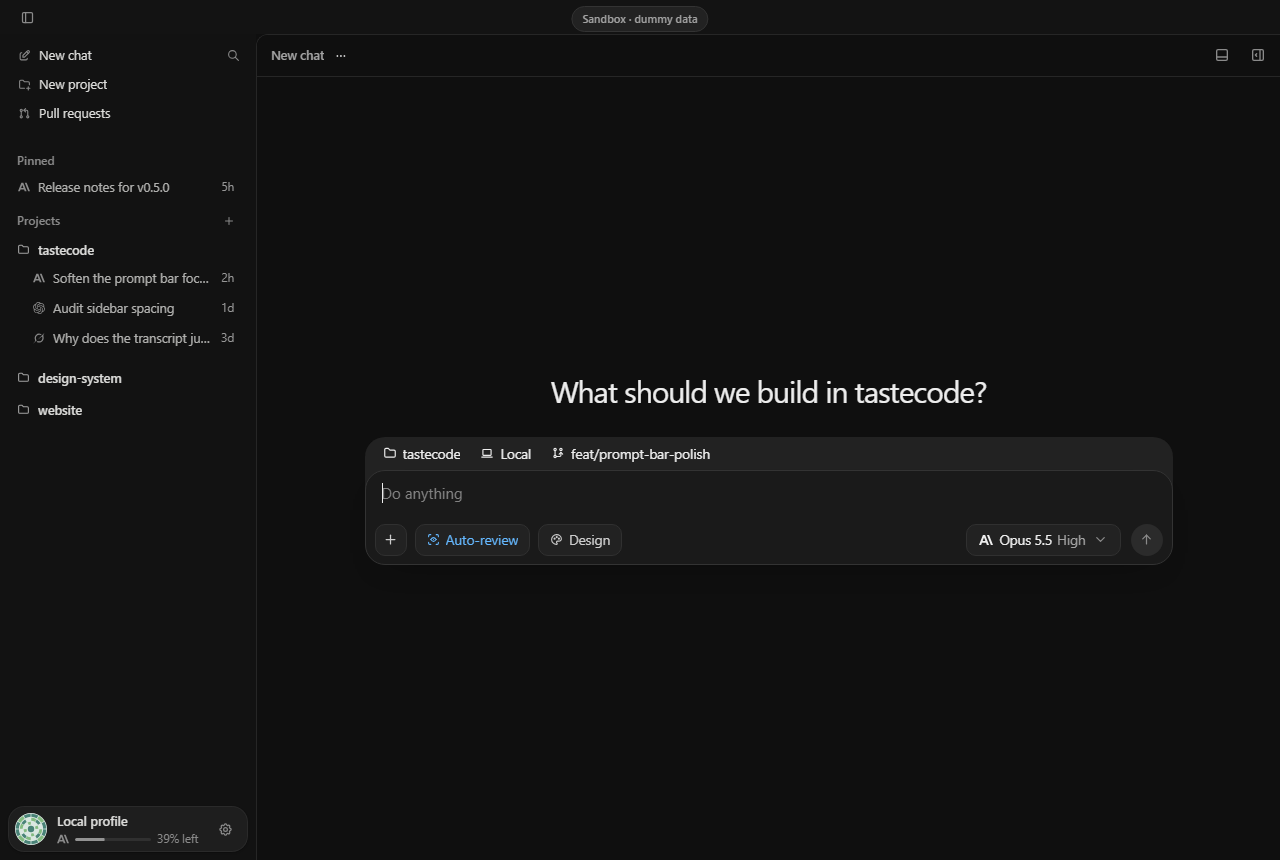 Sandbox · dummy data
New chat
New project
Pull requests
Pinned
Release notes for v0.5.0 5h
Projects
tastecode
Soften the prompt bar foc... 2h
Audit sidebar spacing 1d
Why does the transcript ju... 3d
design-system
website
Local profile
39% left
New chat ...
What should we build in tastecode?
tastecode Local feat/prompt-bar-polish
Do anything
Auto-review Design Opus 5.5 High